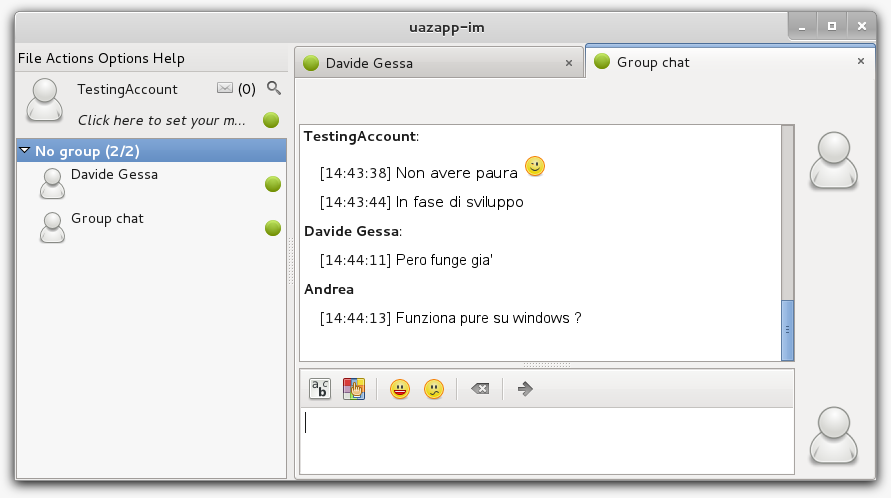 uazapp-im
File Actions Options Help
TestingAccount (0)
Click here to set your m...
No group (2/2)
Davide Gessa
Group chat
Davide Gessa
Group chat
TestingAccount:
[14:43:38] Non avere paura
[14:43:44] In fase di sviluppo
Davide Gessa:
[14:44:11] Pero funge gia'
Andrea
[14:44:13] Funziona pure su windows ?
a c
b